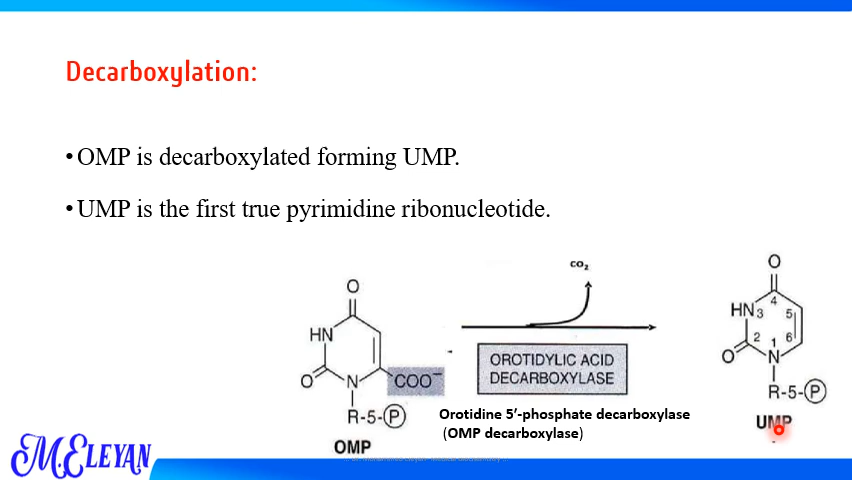 Decarboxylation:
• OMP is decarboxylated forming UMP.
• UMP is the first true pyrimidine ribonucleotide.
CO₂
O
HN
O
N
COO⁻
R-5-P
OMP
OROTIDYLIC ACID
DECARBOXYLASE
Orotidine 5’-phosphate decarboxylase
(OMP decarboxylase)
O
4
HN 3
5
2
6
1
O
N
R-5-P
UMP
M.ELEYAN